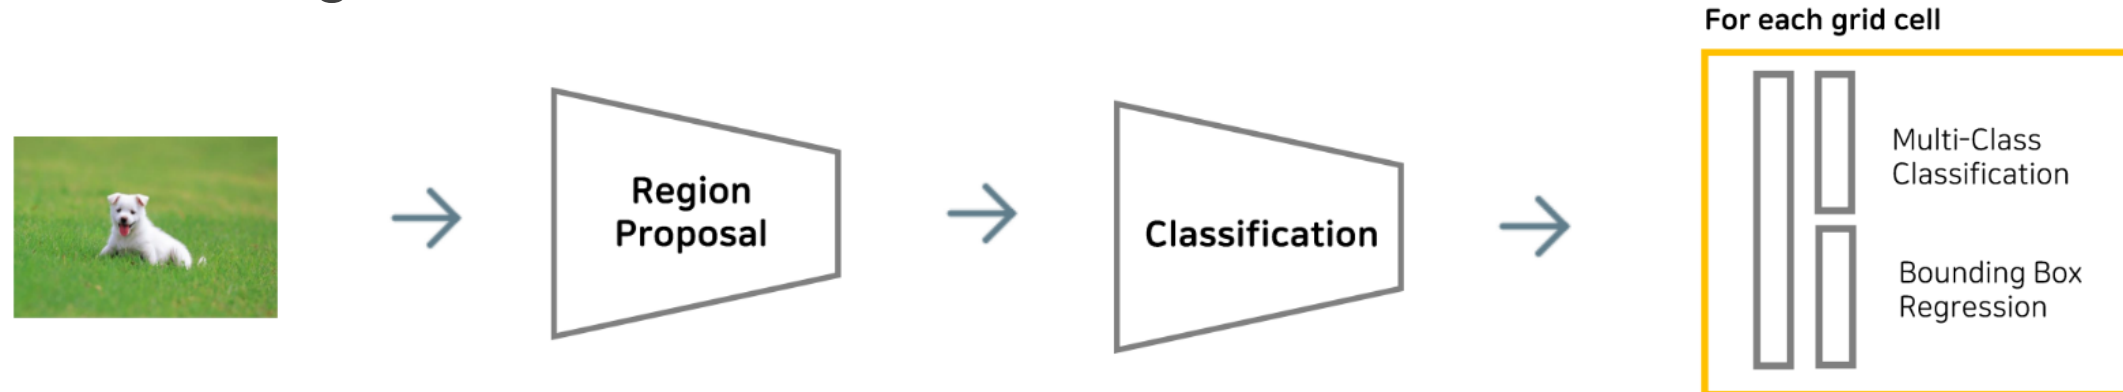 For each grid cell
Region
Proposal
Classification
Multi-Class
Classification
Bounding Box
Regression